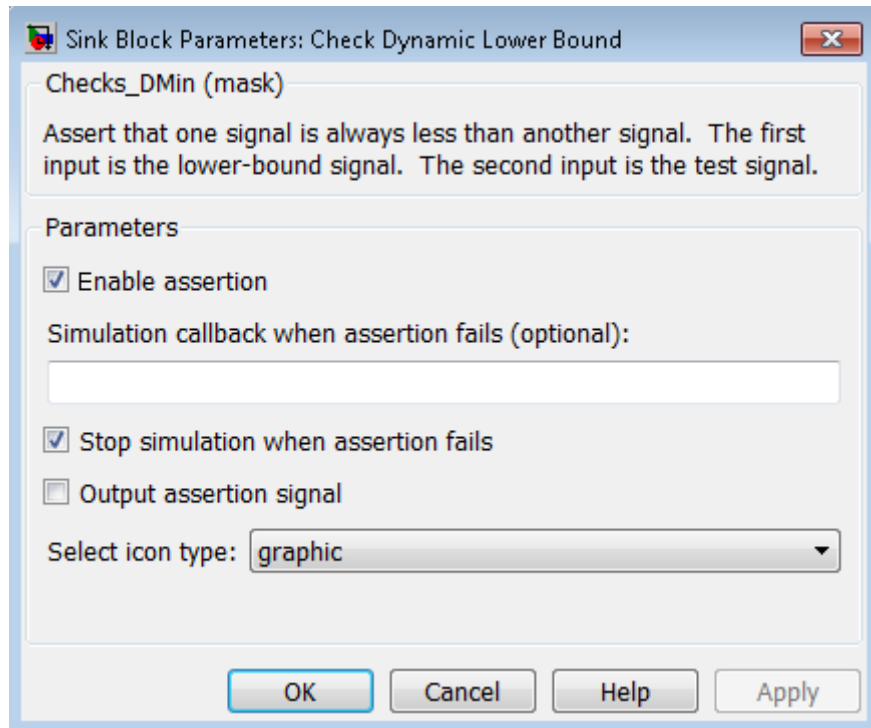 Sink Block Parameters: Check Dynamic Lower Bound
Checks_DMin (mask)
Assert that one signal is always less than another signal.  The first
input is the lower-bound signal.  The second input is the test signal.
Parameters
Enable assertion
Simulation callback when assertion fails (optional):
Stop simulation when assertion fails
Output assertion signal
Select icon type: graphic
OK Cancel Help Apply